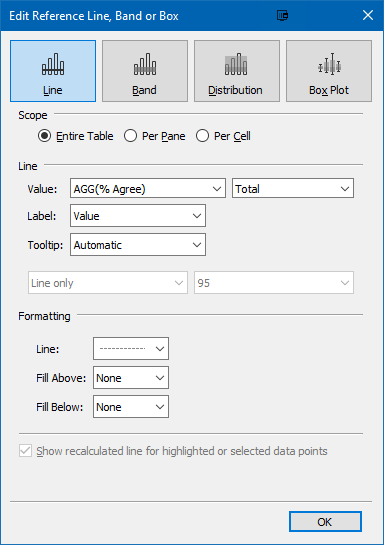 Edit Reference Line, Band or Box
Line Band Distribution Box Plot
Scope
Entire Table Per Pane Per Cell
Line
Value: AGG(% Agree) Total
Label: Value
Tooltip: Automatic
Line only 95
Formatting
Line:
Fill Above: None
Fill Below: None
Show recalculated line for highlighted or selected data points
OK